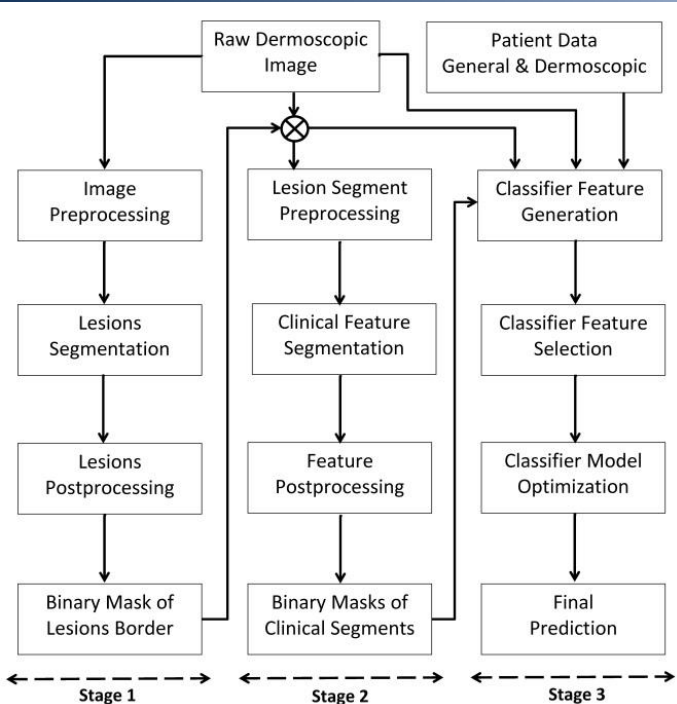 Raw Dermoscopic
Image
Patient Data
General & Dermoscopic
Image
Preprocessing
Lesions
Segmentation
Lesions
Postprocessing
Binary Mask of
Lesions Border
Lesion Segment
Preprocessing
Clinical Feature
Segmentation
Feature
Postprocessing
Binary Masks of
Clinical Segments
Classifier Feature
Generation
Classifier Feature
Selection
Classifier Model
Optimization
Final
Prediction
Stage 1
Stage 2
Stage 3